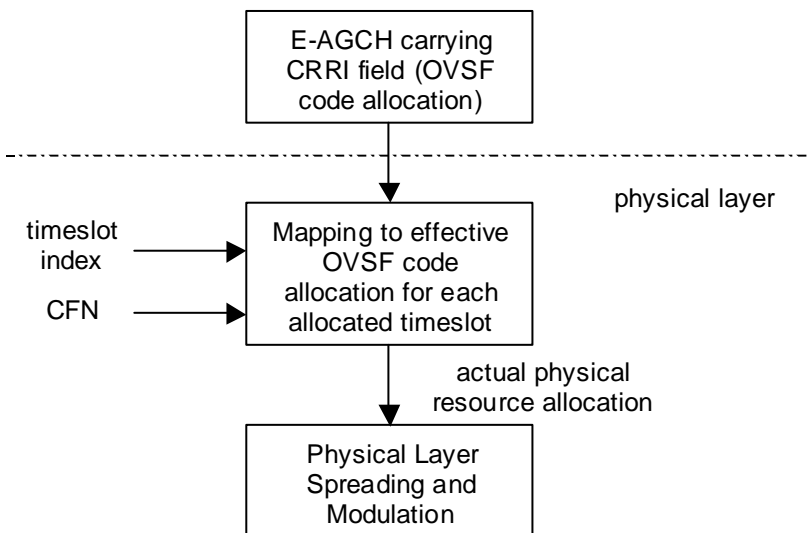 E-AGCH carrying
CRRI field (OVSF
code allocation)
physical layer
timeslot
index
CFN
Mapping to effective
OVSF code
allocation for each
allocated timeslot
actual physical
resource allocation
Physical Layer
Spreading and
Modulation